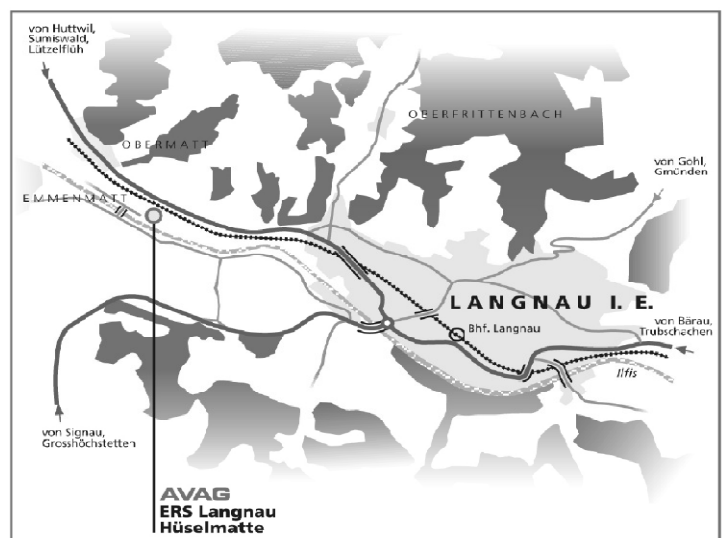 von Huttwil,
Sumiswald,
Lützelflüh
OBERFRITTENBACH
OBERMATT
von Gohl,
Gmünden
EMMENMATT
LANGNAU I. E.
von Bärau,
Trubschachen
Bhf. Langnau
Ilfis
von Signau,
Grosshöchstetten
AVAG
ERS Langnau
Hüselmatte